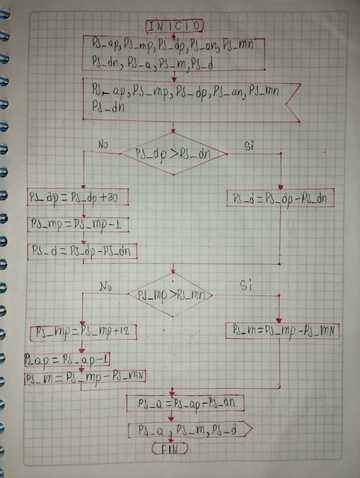 INICIO
PS_ap, PS_mp, PS_dp, PS_an, PS_mn
PS_dn, PS_a, PS_m, PS_d
PS_ap, PS_mp, PS_dp, PS_an, PS_mn
PS_dn
No
PS_dp > PS_dn
Si
PS_dp = PS_dp + 30
PS_d = PS_dp - PS_dn
PS_mp = PS_mp - 1
PS_d = PS_dp - PS_dn
No
PS_mp > PS_mn
Si
PS_mp = PS_mp + 12
PS_m = PS_mp - PS_mN
PS_ap = PS_ap - 1
PS_m = PS_mp - PS_mN
PS_a = PS_ap - PS_an
PS_a, PS_m, PS_d
FIN